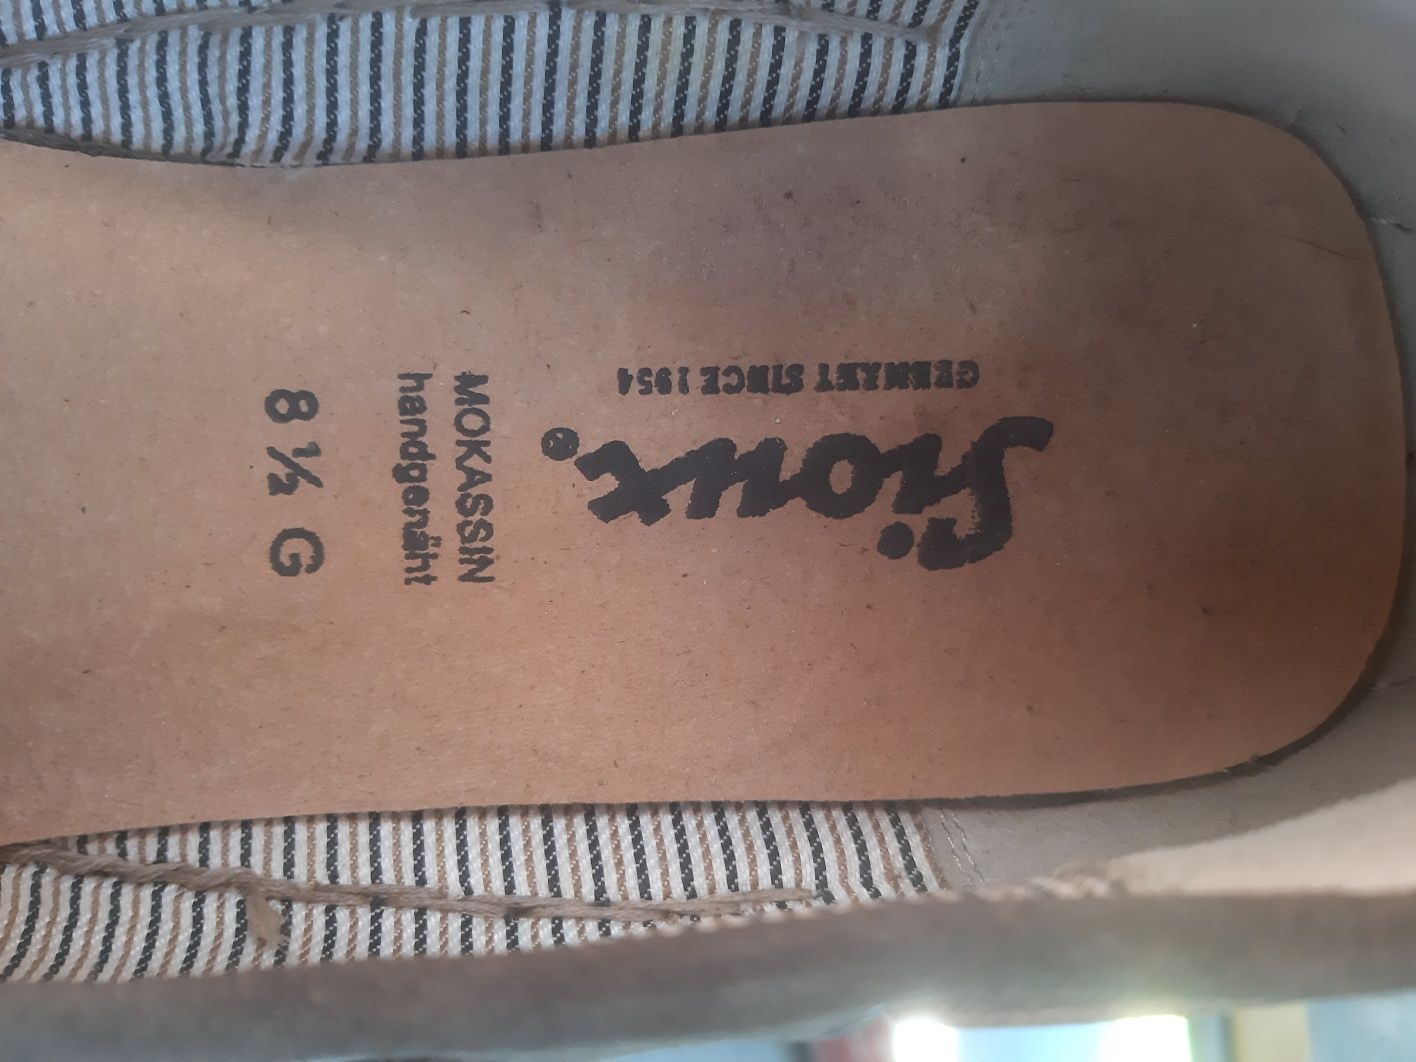 GERMANY SINCE 1954
Sioux®
MOKASSIN
handgenäht
8 ½ G